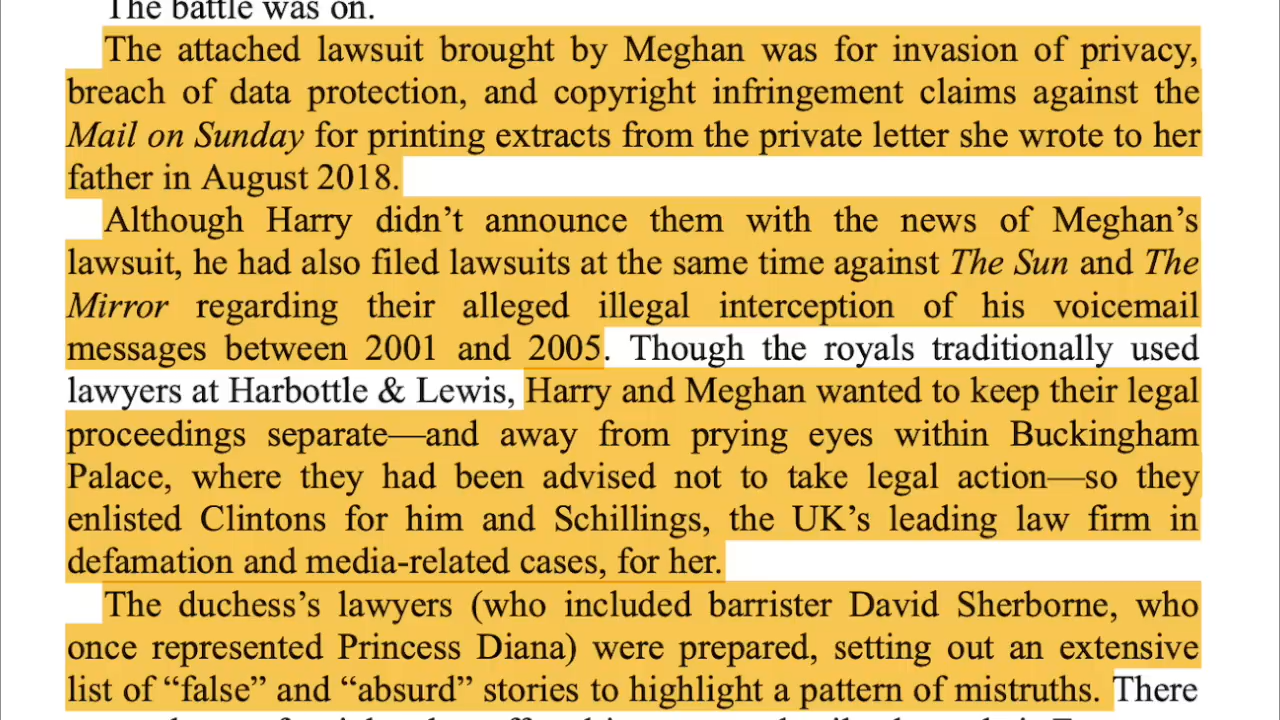 The battle was on.
The attached lawsuit brought by Meghan was for invasion of privacy,
breach of data protection, and copyright infringement claims against the
Mail on Sunday for printing extracts from the private letter she wrote to her
father in August 2018.
Although Harry didn’t announce them with the news of Meghan’s
lawsuit, he had also filed lawsuits at the same time against The Sun and The
Mirror regarding their alleged illegal interception of his voicemail
messages between 2001 and 2005. Though the royals traditionally used
lawyers at Harbottle & Lewis, Harry and Meghan wanted to keep their legal
proceedings separate—and away from prying eyes within Buckingham
Palace, where they had been advised not to take legal action—so they
enlisted Clintons for him and Schillings, the UK’s leading law firm in
defamation and media-related cases, for her.
The duchess’s lawyers (who included barrister David Sherborne, who
once represented Princess Diana) were prepared, setting out an extensive
list of “false” and “absurd” stories to highlight a pattern of mistruths. There